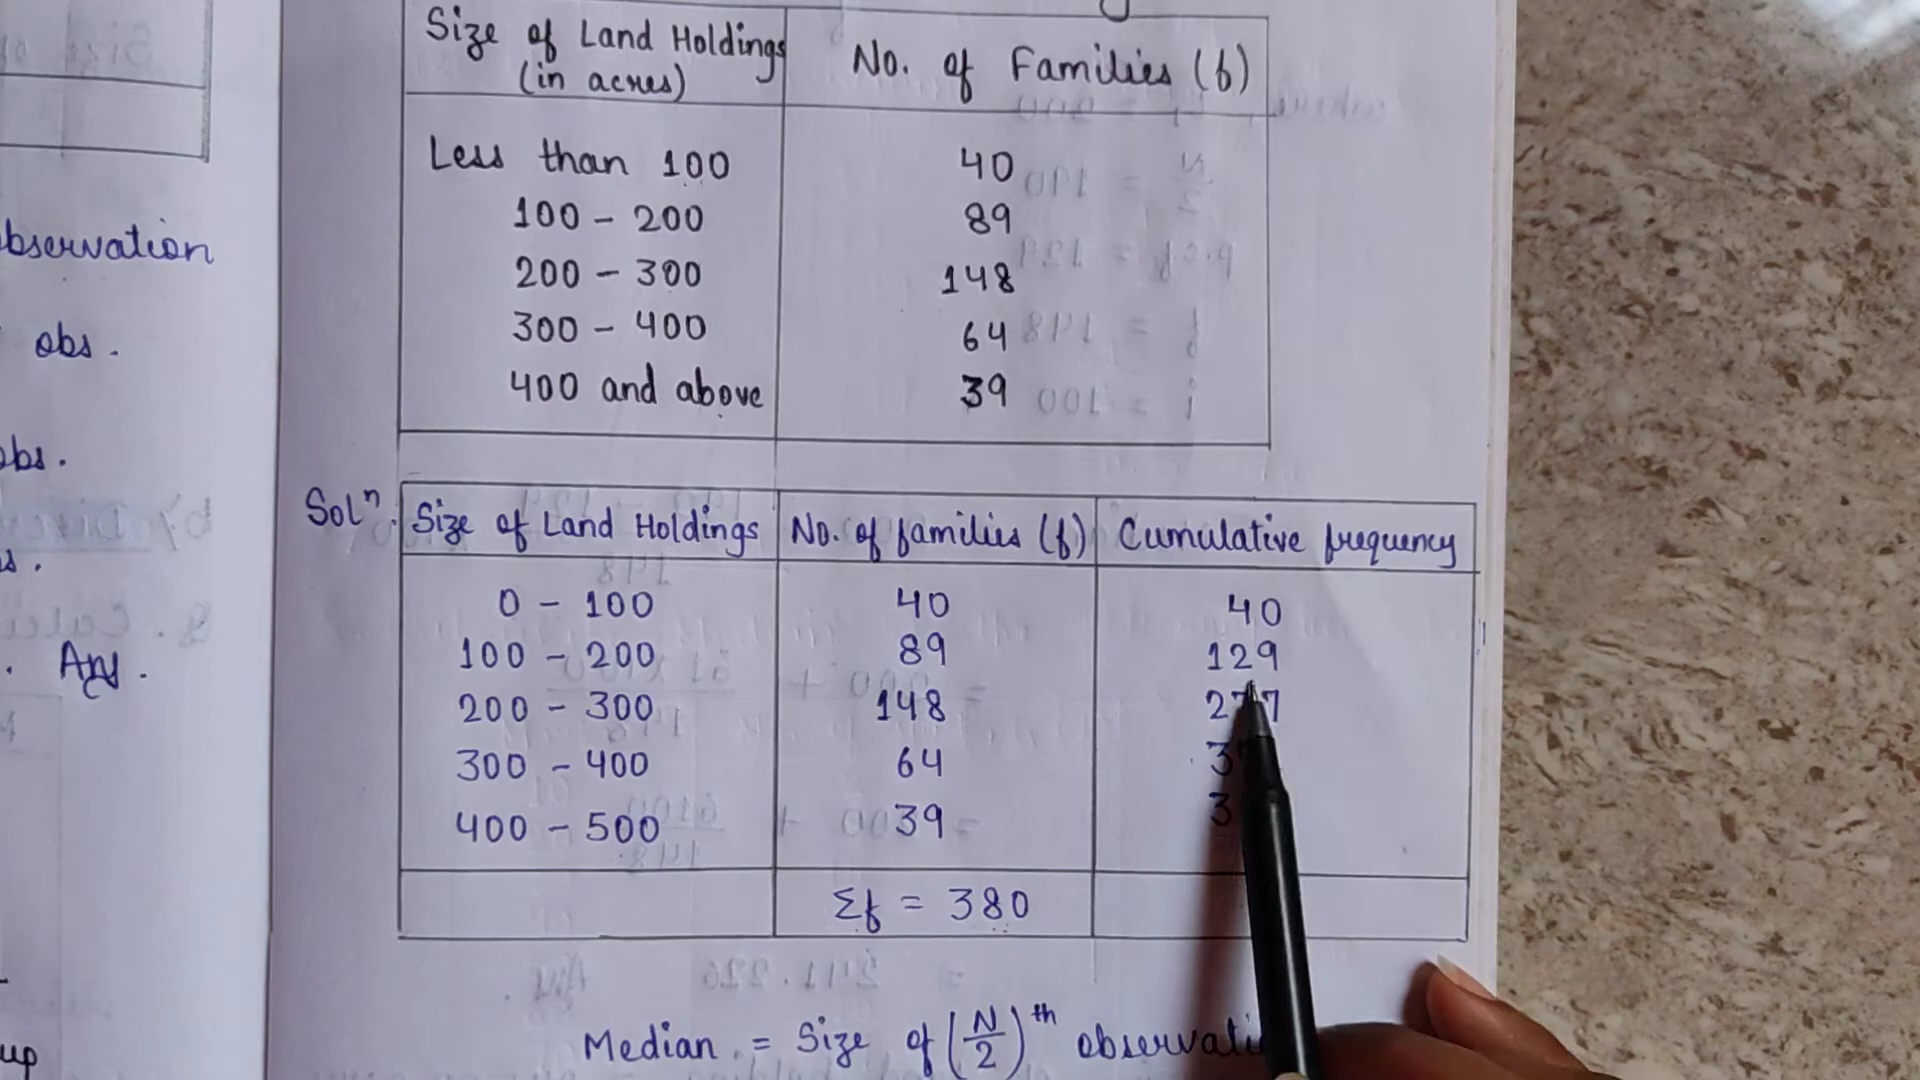 Size of Land Holdings (in acres) No. of Families (f)
Less than 100 40
100 - 200 89
200 - 300 148
300 - 400 64
400 and above 39
observation
obs.
obs.
Ans.
up
Solⁿ. Size of Land Holdings No. of families (f) Cumulative frequency
0 - 100 40 40
100 - 200 89 129
200 - 300 148 277
300 - 400 64
400 - 500 39
Σf = 380
Median = Size of (N/2)th